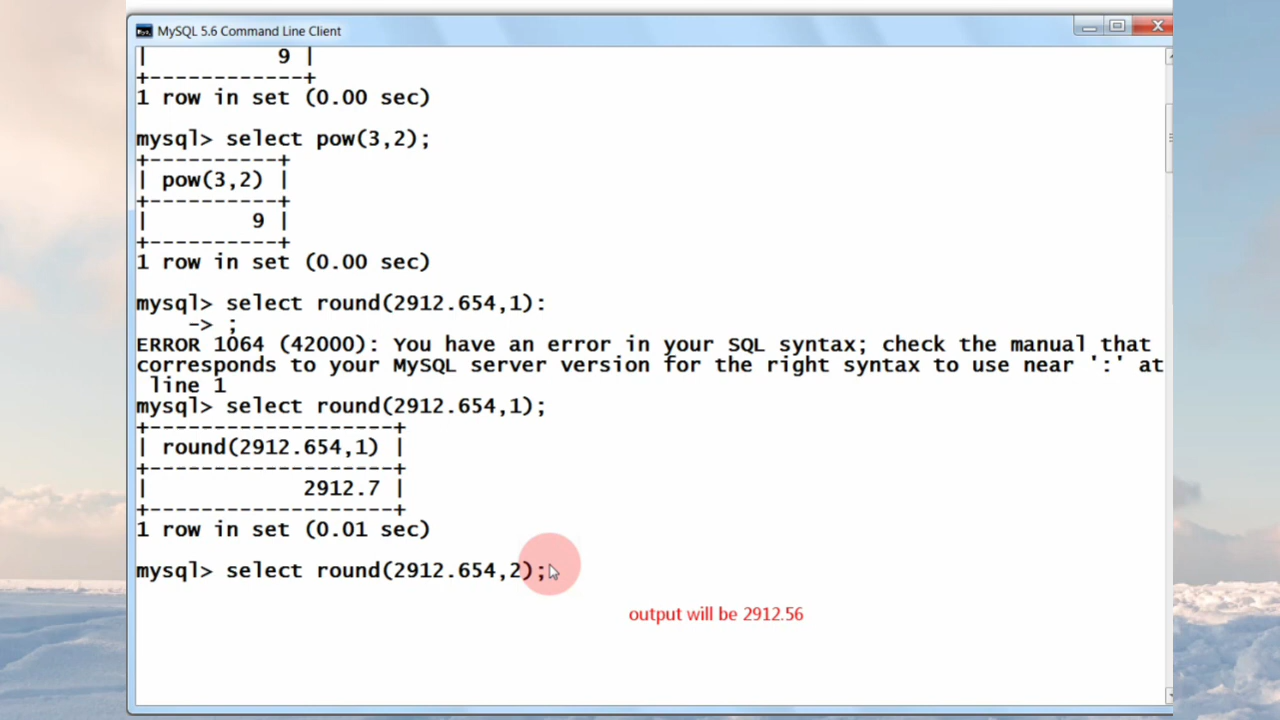 MySQL 5.6 Command Line Client
|           9 |
+------------+
1 row in set (0.00 sec)
mysql> select pow(3,2);
+----------+
| pow(3,2) |
+----------+
|        9 |
+----------+
1 row in set (0.00 sec)
mysql> select round(2912.654,1):
    -> ;
ERROR 1064 (42000): You have an error in your SQL syntax; check the manual that
corresponds to your MySQL server version for the right syntax to use near ':' at
 line 1
mysql> select round(2912.654,1);
+-------------------+
| round(2912.654,1) |
+-------------------+
|            2912.7 |
+-------------------+
1 row in set (0.01 sec)
mysql> select round(2912.654,2);
output will be 2912.56